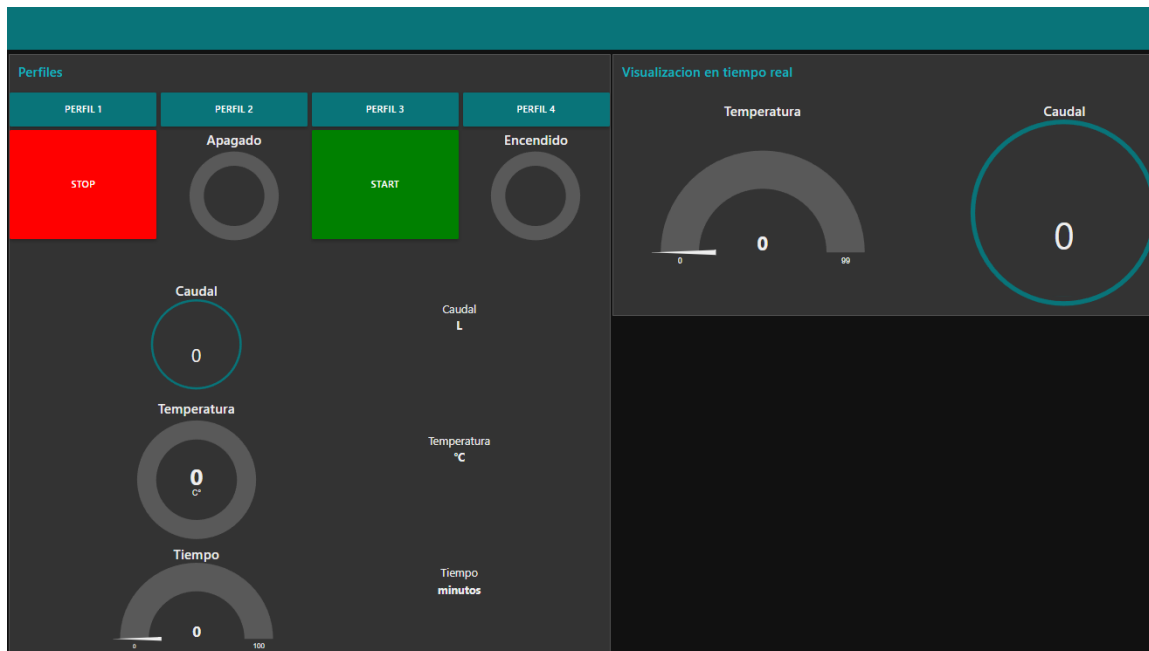 Perfiles
PERFIL 1
PERFIL 2
PERFIL 3
PERFIL 4
STOP
Apagado
START
Encendido
Caudal
0
Caudal
L
Temperatura
0
C°
Temperatura
°C
Tiempo
0
0
100
Tiempo
minutos
Visualizacion en tiempo real
Temperatura
0
0
99
Caudal
0